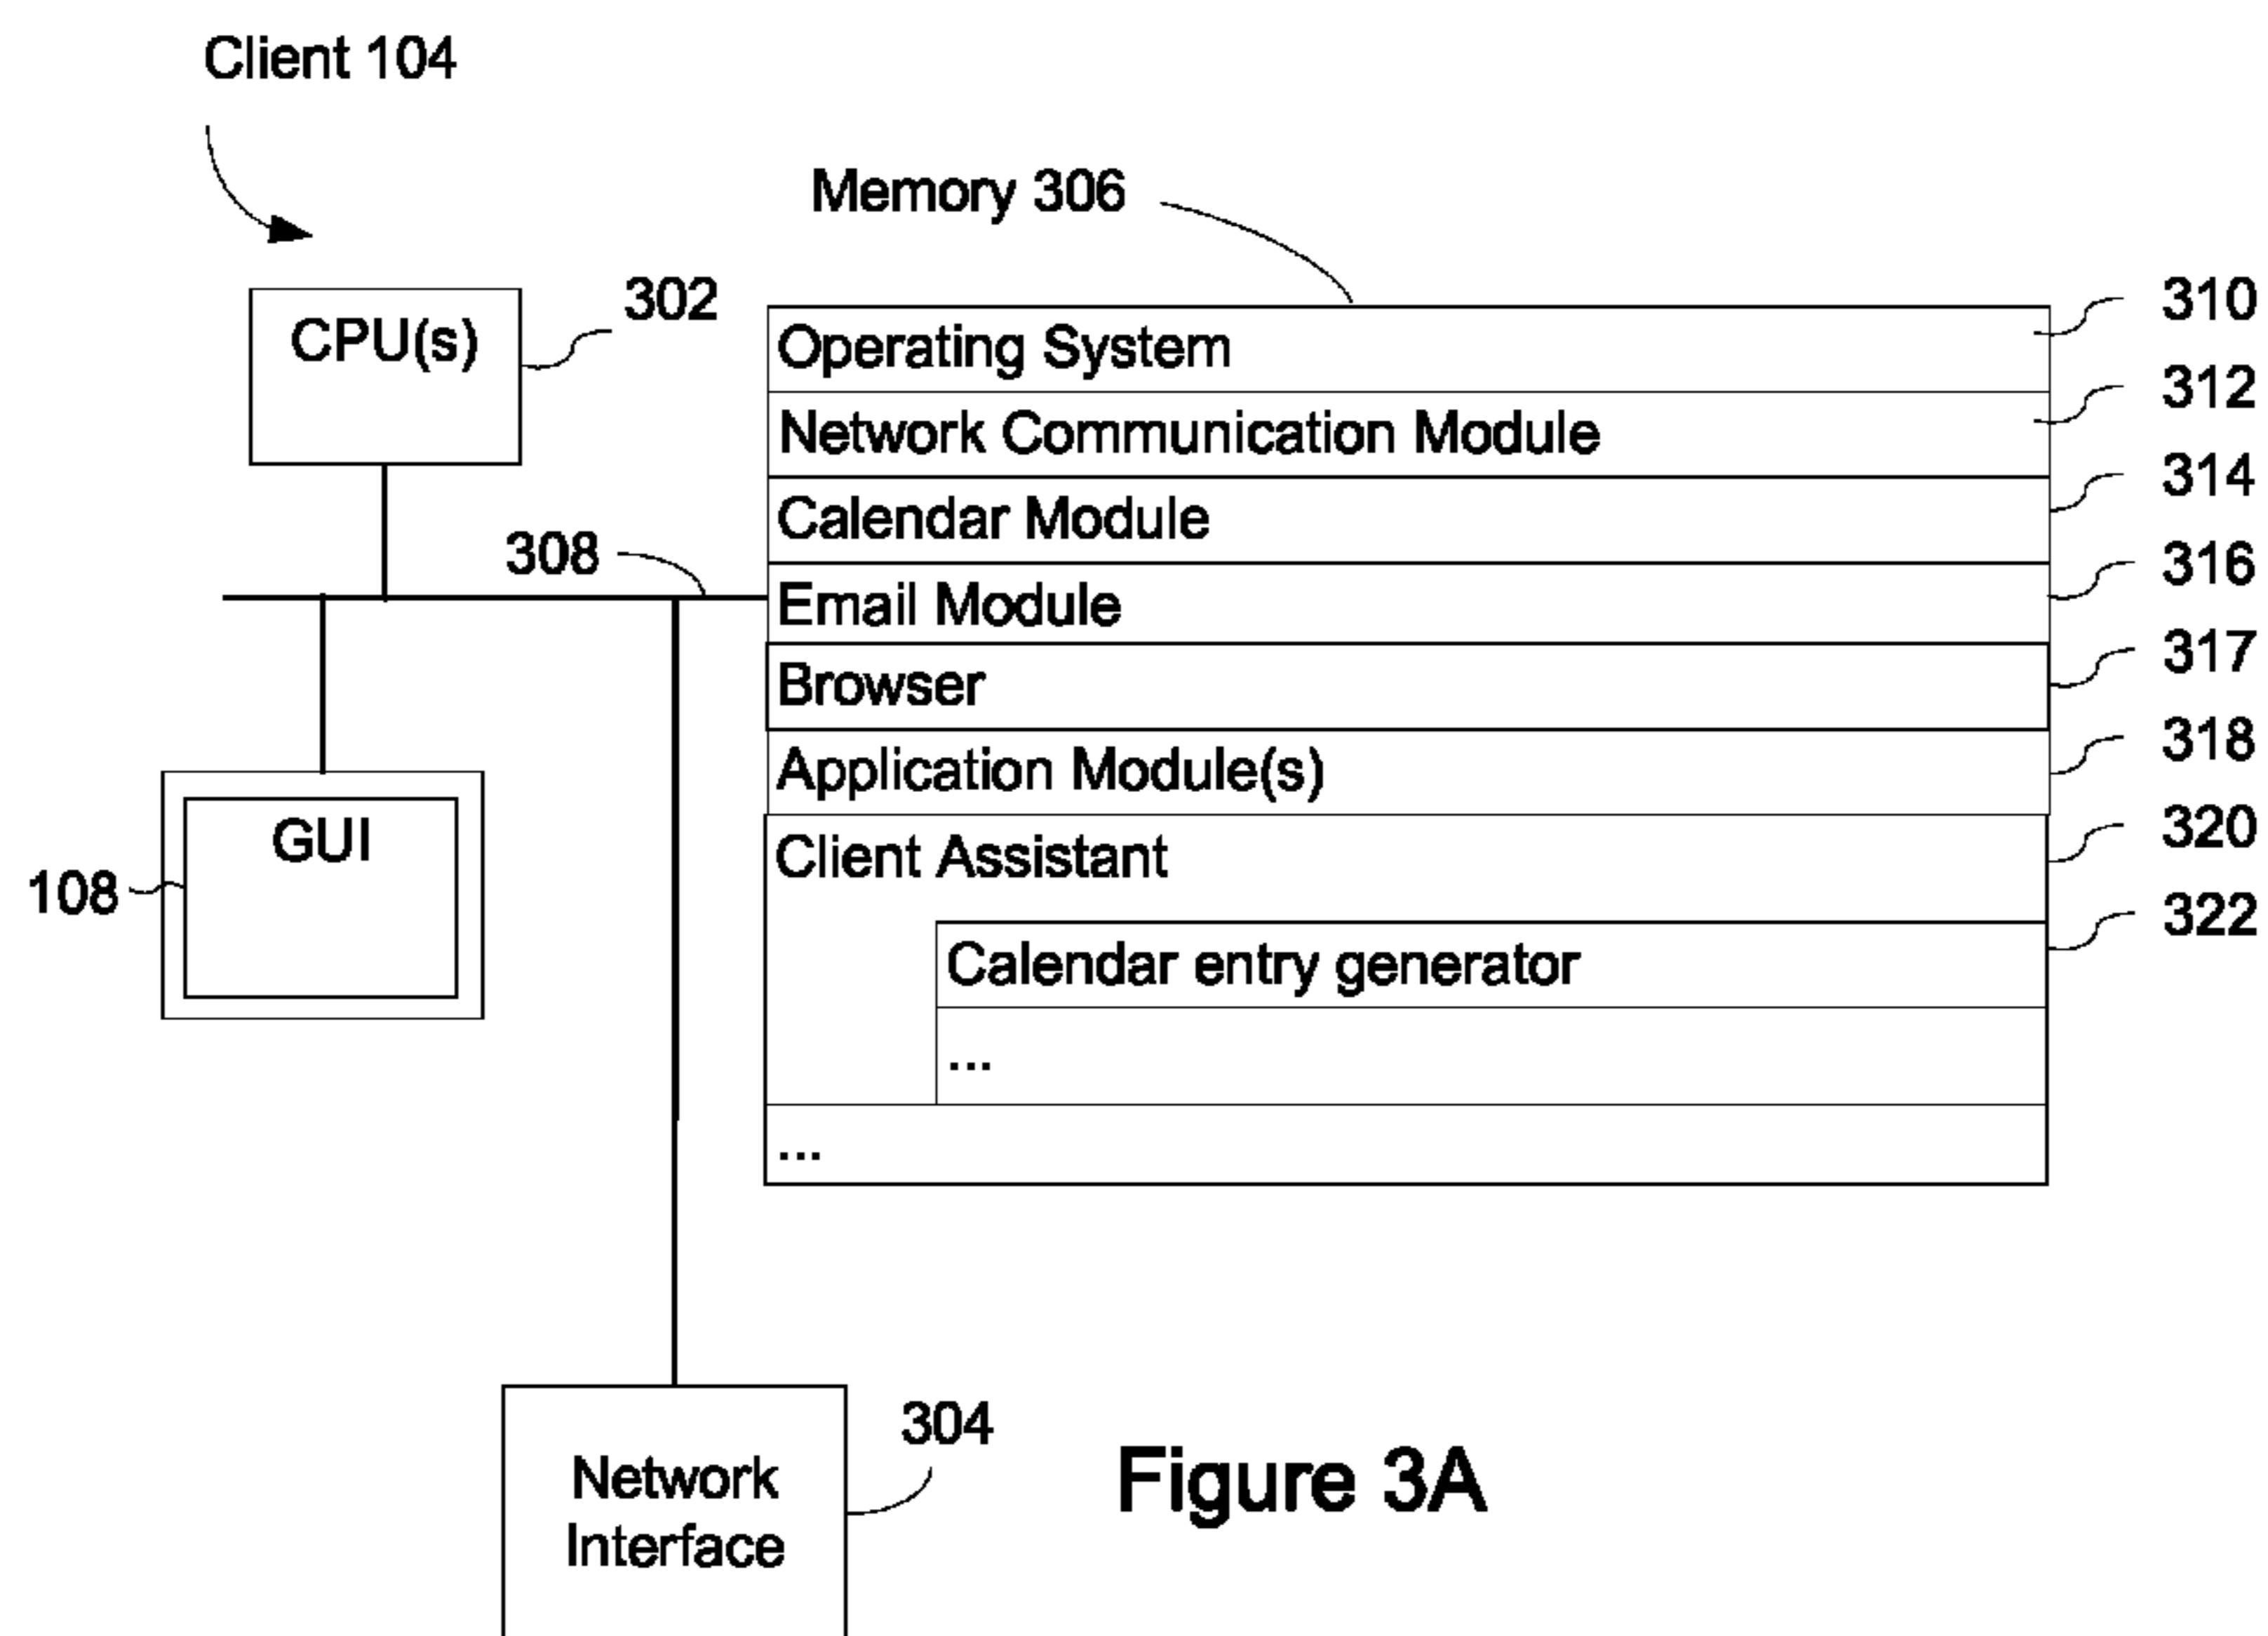 Client 104
Memory 306
CPU(s)
302
Operating System
310
Network Communication Module
312
Calendar Module
314
308
Email Module
316
Browser
317
Application Module(s)
318
GUI
108
Client Assistant
320
Calendar entry generator
322
...
...
Network
Interface
304
Figure 3A